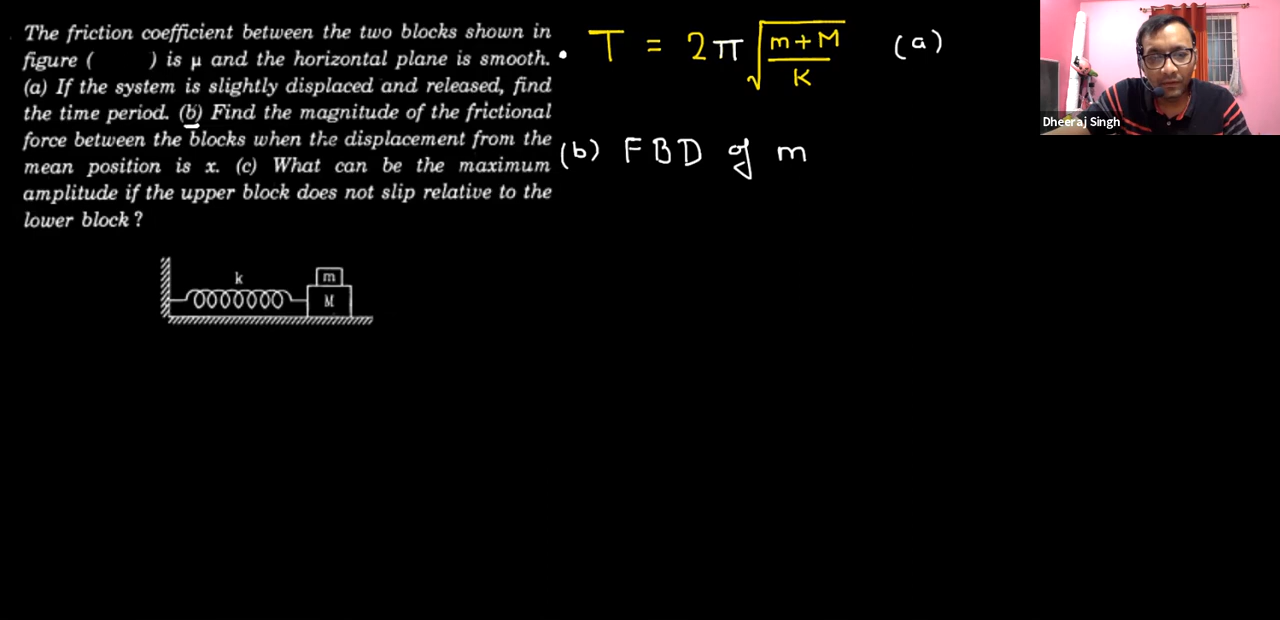 The friction coefficient between the two blocks shown in
figure ( ) is μ and the horizontal plane is smooth.
(a) If the system is slightly displaced and released, find
the time period. (b) Find the magnitude of the frictional
force between the blocks when the displacement from the
mean position is x. (c) What can be the maximum
amplitude if the upper block does not slip relative to the
lower block ?
k
m
M
• T = 2π√((m+M)/K) (a)
(b) FBD of m
Dheeraj Singh